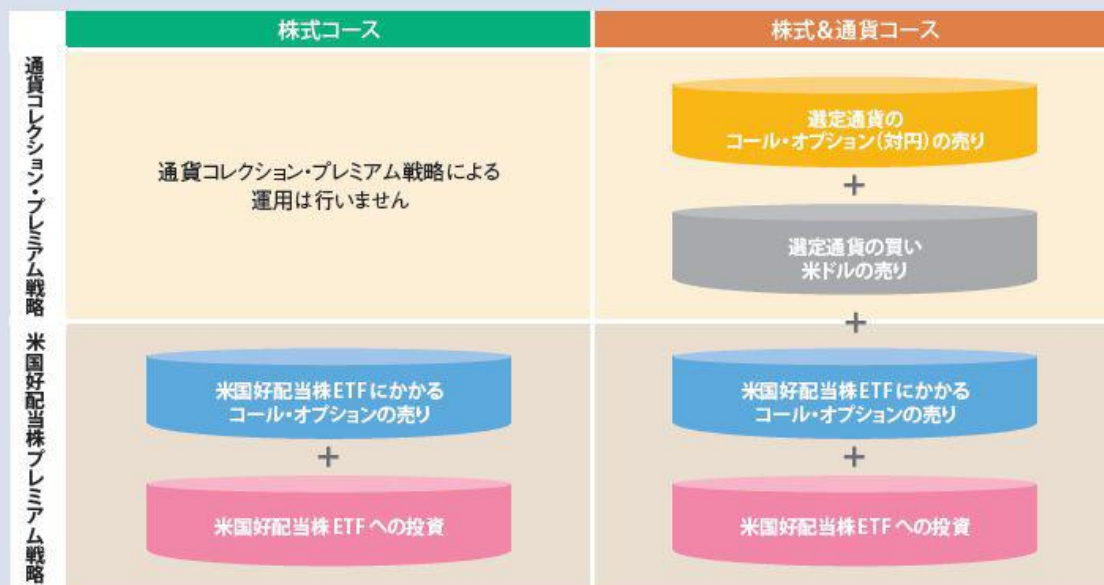 株式コース
株式＆通貨コース
通貨コレクション・プレミアム戦略
通貨コレクション・プレミアム戦略による
運用は行いません
選定通貨の
コール・オプション(対円)の売り
+
選定通貨の買い
米ドルの売り
+
米国好配当株プレミアム戦略
米国好配当株ETFにかかる
コール・オプションの売り
+
米国好配当株ETFへの投資
米国好配当株ETFにかかる
コール・オプションの売り
+
米国好配当株ETFへの投資